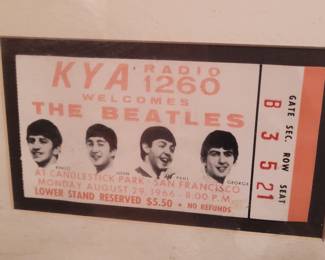 KYA RADIO 1260
WELCOMES
THE BEATLES
RINGO JOHN PAUL GEORGE
AT CANDLESTICK PARK - SAN FRANCISCO
MONDAY AUGUST 29, 1966 - 8:00 P.M.
LOWER STAND RESERVED $5.50 • NO REFUNDS
GATE SEC. ROW SEAT
B 3 5 21